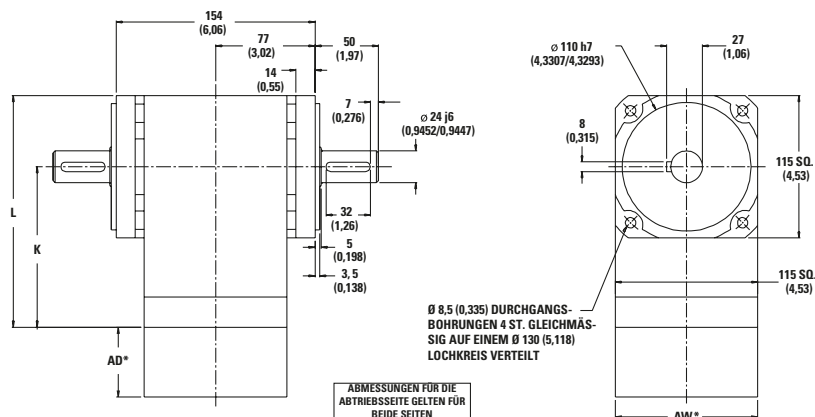 154
(6,06)
77
(3,02)
50
(1,97)
14
(0,55)
7
(0,276)
ø 24 j6
(0,9452/0,9447)
L
K
32
(1,26)
5
(0,198)
3, 5
(0,138)
AD*
ø 110 h7
(4,3307/4,3293)
27
(1,06)
8
(0,315)
115 SQ.
(4,53)
115 SQ.
(4,53)
Ø 8,5 (0,335) DURCHGANGS-
BOHRUNGEN 4 ST. GLEICHMÄS-
SIG AUF EINEM Ø 130 (5,118)
LOCHKREIS VERTEILT
ABMESSUNGEN FÜR DIE
ABTRIEBSSEITE GELTEN FÜR
BEIDE SEITEN
AW*